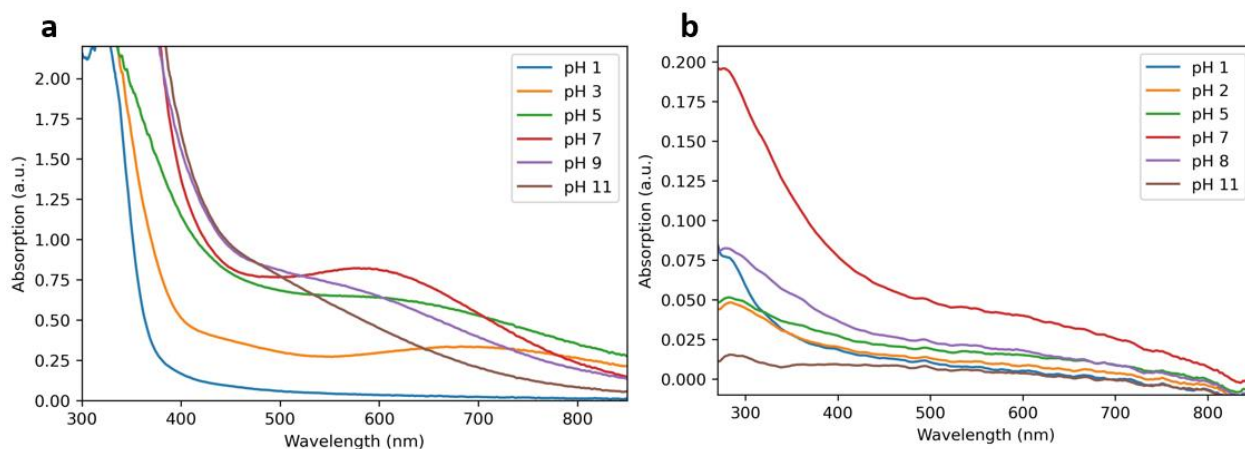 a
2.00
1.75
1.50
1.25
1.00
0.75
0.50
0.25
0.00
Absorption (a.u.)
300 400 500 600 700 800
Wavelength (nm)
pH 1
pH 3
pH 5
pH 7
pH 9
pH 11
b
0.200
0.175
0.150
0.125
0.100
0.075
0.050
0.025
0.000
Absorption (a.u.)
300 400 500 600 700 800
Wavelength (nm)
pH 1
pH 2
pH 5
pH 7
pH 8
pH 11